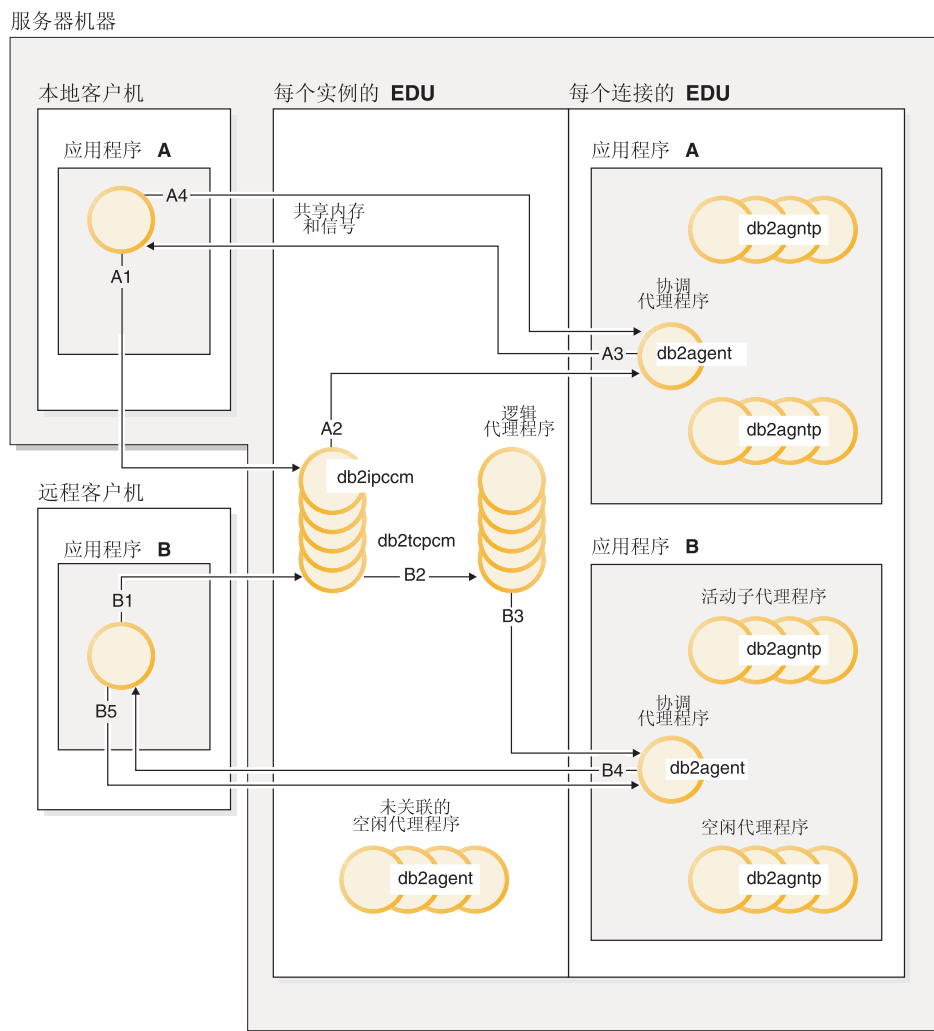 服务器机器
本地客户机
每个实例的 EDU
每个连接的 EDU
应用程序 A
A4
A1
共享内存
和信号
应用程序 A
db2agntp
协调
代理程序
db2agent
A3
db2agntp
A2
逻辑
代理程序
db2ipccm
db2tcpcm
B2
B3
远程客户机
应用程序 B
B1
B5
应用程序 B
活动子代理程序
db2agntp
协调
代理程序
B4
db2agent
空闲代理程序
db2agntp
未关联的
空闲代理程序
db2agent